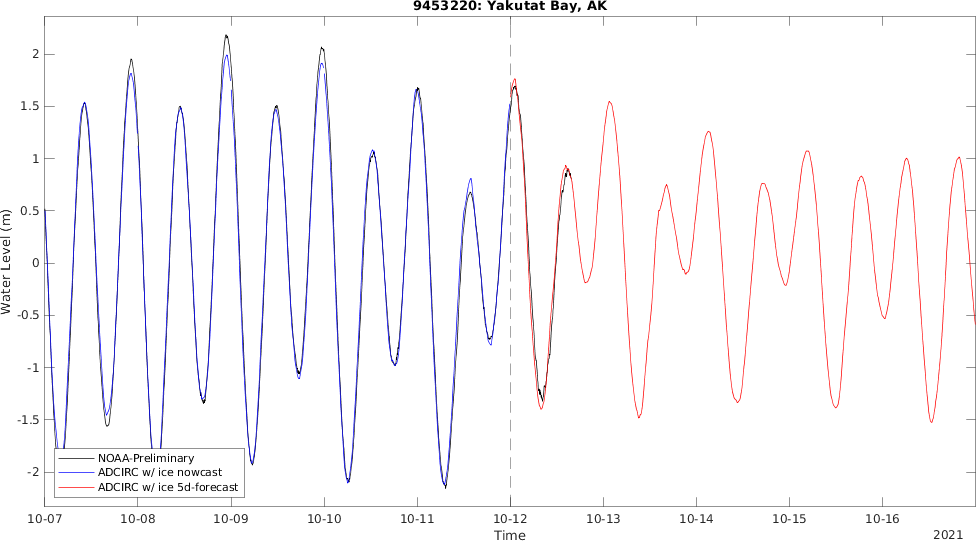 9453220: Yakutat Bay, AK
Water Level (m)
2
1.5
1
0.5
0
-0.5
-1
-1.5
-2
NOAA-Preliminary
ADCIRC w/ ice nowcast
ADCIRC w/ ice 5d-forecast
10-07 10-08 10-09 10-10 10-11 10-12 10-13 10-14 10-15 10-16
Time
2021